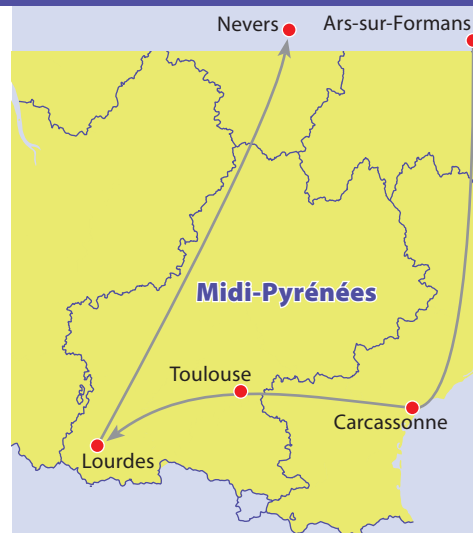 Nevers
Ars-sur-Formans
Midi-Pyrénées
Toulouse
Carcassonne
Lourdes